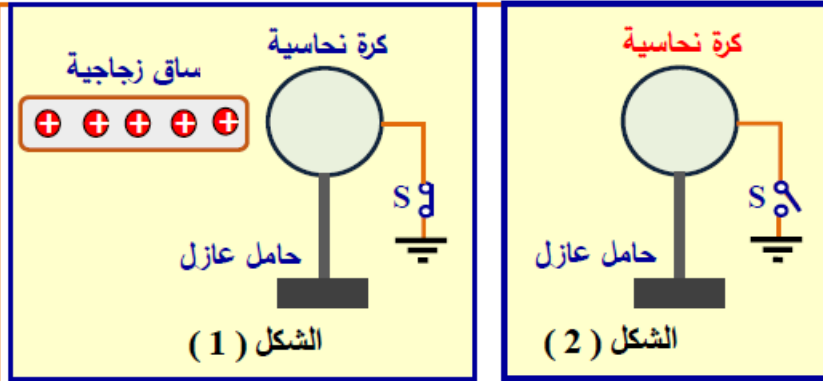 كرة نحاسية
ساق زجاجية
+ + + + +
S
حامل عازل
الشكل ( 1 )
كرة نحاسية
S
حامل عازل
الشكل ( 2 )